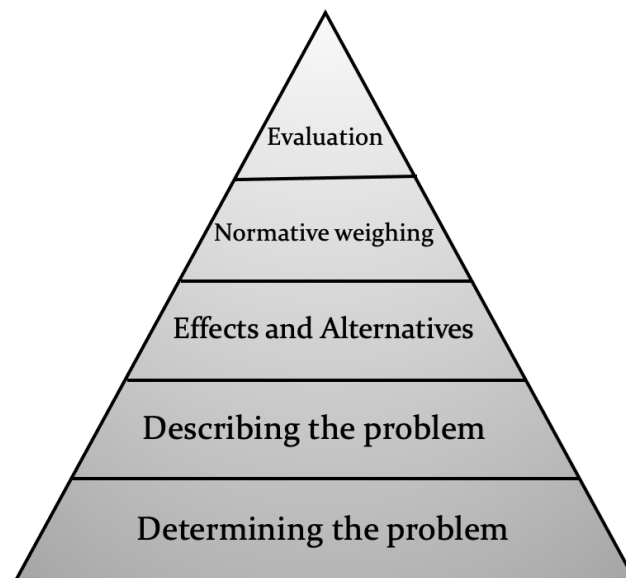 Evaluation
Normative weighing
Effects and Alternatives
Describing the problem
Determining the problem